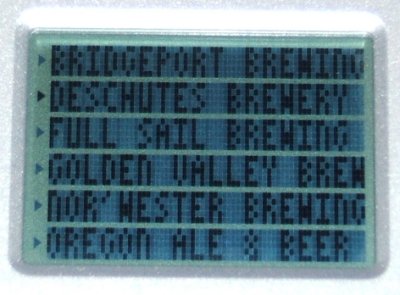 BRIDGEPORT BREWING
DESCHUTES BREWERY
FULL SAIL BREWING
GOLDEN VALLEY BREW
NOR'WESTER BREWING
OREGON ALE & BEER